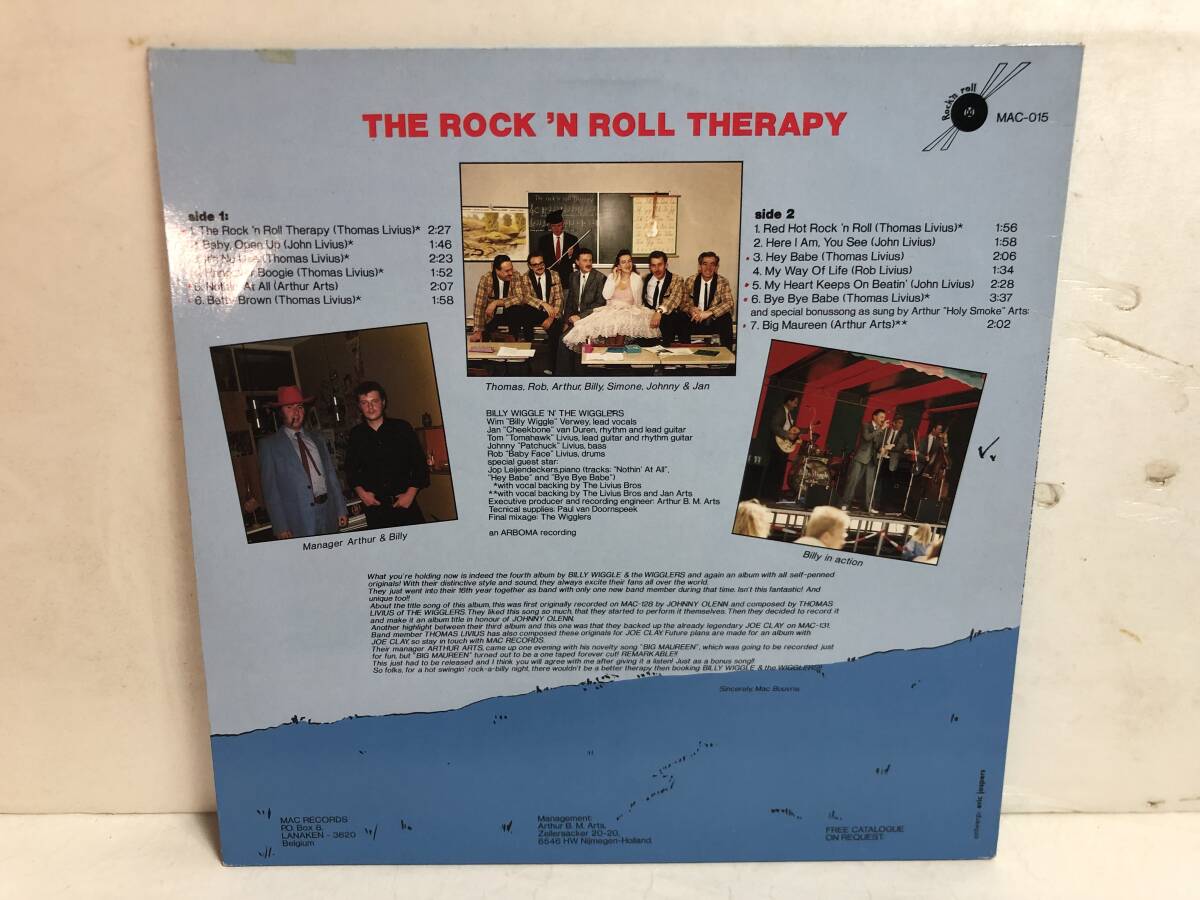 Rock'n roll
MAC-015
THE ROCK 'N ROLL THERAPY
side 1:
1. The Rock 'n Roll Therapy (Thomas Livius)* 2:27
Baby, Open Up (John Livius)* 1:46
(Thomas Livius)* 2:23
Boogie (Thomas Livius)* 1:52
5. Nothin' At All (Arthur Arts) 2:07
6. Betty Brown (Thomas Livius)* 1:58
side 2
1. Red Hot Rock 'n Roll (Thomas Livius)* 1:56
2. Here I Am, You See (John Livius) 1:58
3. Hey Babe (Thomas Livius) 2:06
4. My Way Of Life (Rob Livius) 1:34
5. My Heart Keeps On Beatin' (John Livius) 2:28
6. Bye Bye Babe (Thomas Livius)* 3:37
and special bonussong as sung by Arthur "Holy Smoke" Arts:
7. Big Maureen (Arthur Arts)** 2:02
The rock'n roll
Thomas, Rob, Arthur, Billy, Simone, Johnny & Jan
BILLY WIGGLE 'N' THE WIGGLERS
Wim "Billy Wiggle" Verwey, lead vocals
Jan "Cheekbone" van Duren, rhythm and lead guitar
Tom "Tomahawk" Livius, lead guitar and rhythm guitar
Johnny "Patchuck" Livius, bass
Rob "Baby Face" Livius, drums
special guest star:
Jop Leijendeckers, piano (tracks: "Nothin' At All",
"Hey Babe" and "Bye Bye Babe")
*with vocal backing by The Livius Bros
**with vocal backing by The Livius Bros and Jan Arts
Executive producer and recording engineer: Arthur B. M. Arts
Tecnical supplies: Paul van Doornspeek
Final mixage: The Wigglers
an ARBOMA recording
Manager Arthur & Billy
Billy in action
What you're holding now is indeed the fourth album by BILLY WIGGLE & the WIGGLERS and again an album with all self-penned
originals! With their distinctive style and sound, they always excite their fans all over the world.
They just went into their 16th year together as band with only one new band member during that time. Isn't this fantastic! And
unique too!!
About the title song of this album, this was first originally recorded on MAC-128 by JOHNNY OLENN and composed by THOMAS
LIVIUS of THE WIGGLERS. They liked this song so much, that they started to perform it themselves. Then they decided to record it
and make it an album title in honour of JOHNNY OLENN.
Another highlight between their third album and this one was that they backed up the already legendary JOE CLAY on MAC-131.
Band member THOMAS LIVIUS has also composed these originals for JOE CLAY. Future plans are made for an album with
JOE CLAY, so stay in touch with MAC RECORDS.
Their manager ARTHUR ARTS, came up one evening with his novelty song "BIG MAUREEN", which was going to be recorded just
for fun, but "BIG MAUREEN" turned out to be a one taped forever cut! REMARKABLE!!
This just had to be released and I think you will agree with me after giving it a listen! Just as a bonus song!!
So folks, for a hot swingin' rock-a-billy night, there wouldn't be a better therapy then booking BILLY WIGGLE & the WIGGLERS!!!
Sincerely, Mac Bouvrie
MAC RECORDS
P.O. Box 6,
LANAKEN - 3620
Belgium
Management:
Arthur B. M. Arts,
Zellersacker 20-20,
6546 HW Nijmegen-Holland.
FREE CATALOGUE
ON REQUEST.
eric jaspers